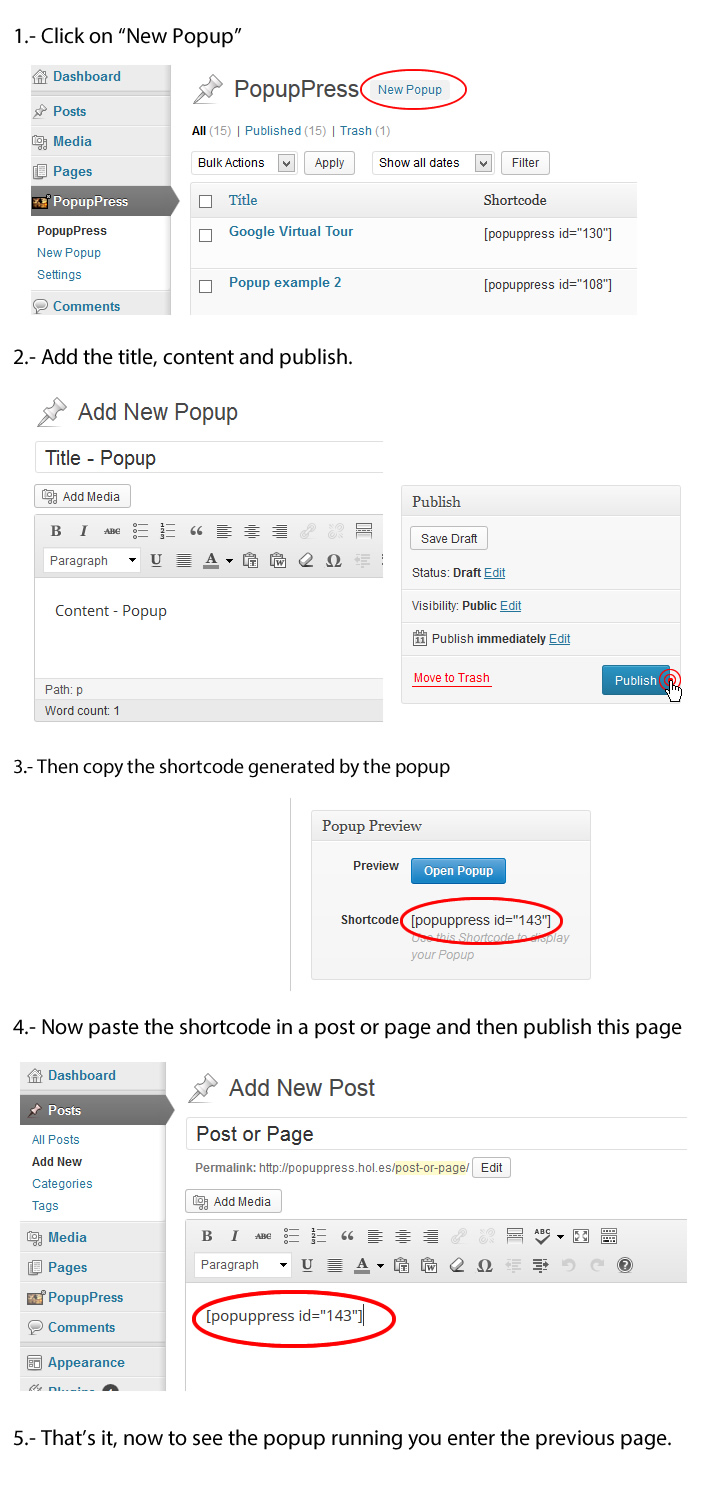 1.- Click on “New Popup”
Dashboard
Posts
Media
Pages
PopupPress
PopupPress
New Popup
Settings
Comments
PopupPress New Popup
All (15) | Published (15) | Trash (1)
Bulk Actions Apply Show all dates Filter
Title Shortcode
Google Virtual Tour [popuppress id="130"]
Popup example 2 [popuppress id="108"]
2.- Add the title, content and publish.
Add New Popup
Title - Popup
Add Media
B I ABC
Paragraph U A T W Ω
Content - Popup
Path: p
Word count: 1
Publish
Save Draft
Status: Draft Edit
Visibility: Public Edit
11 Publish immediately Edit
Move to Trash Publish
3.- Then copy the shortcode generated by the popup
Popup Preview
Preview Open Popup
Shortcode [popuppress id="143"]
Use this Shortcode to display
your Popup
4.- Now paste the shortcode in a post or page and then publish this page
Dashboard
Posts
All Posts
Add New
Categories
Tags
Media
Pages
PopupPress
Comments
Appearance
Plugins
Add New Post
Post or Page
Permalink: http://popuppress.hol.es/post-or-page/ Edit
Add Media
B I ABC ABC
Paragraph U A T W Ω ?
[popuppress id="143"]
5.- That’s it, now to see the popup running you enter the previous page.